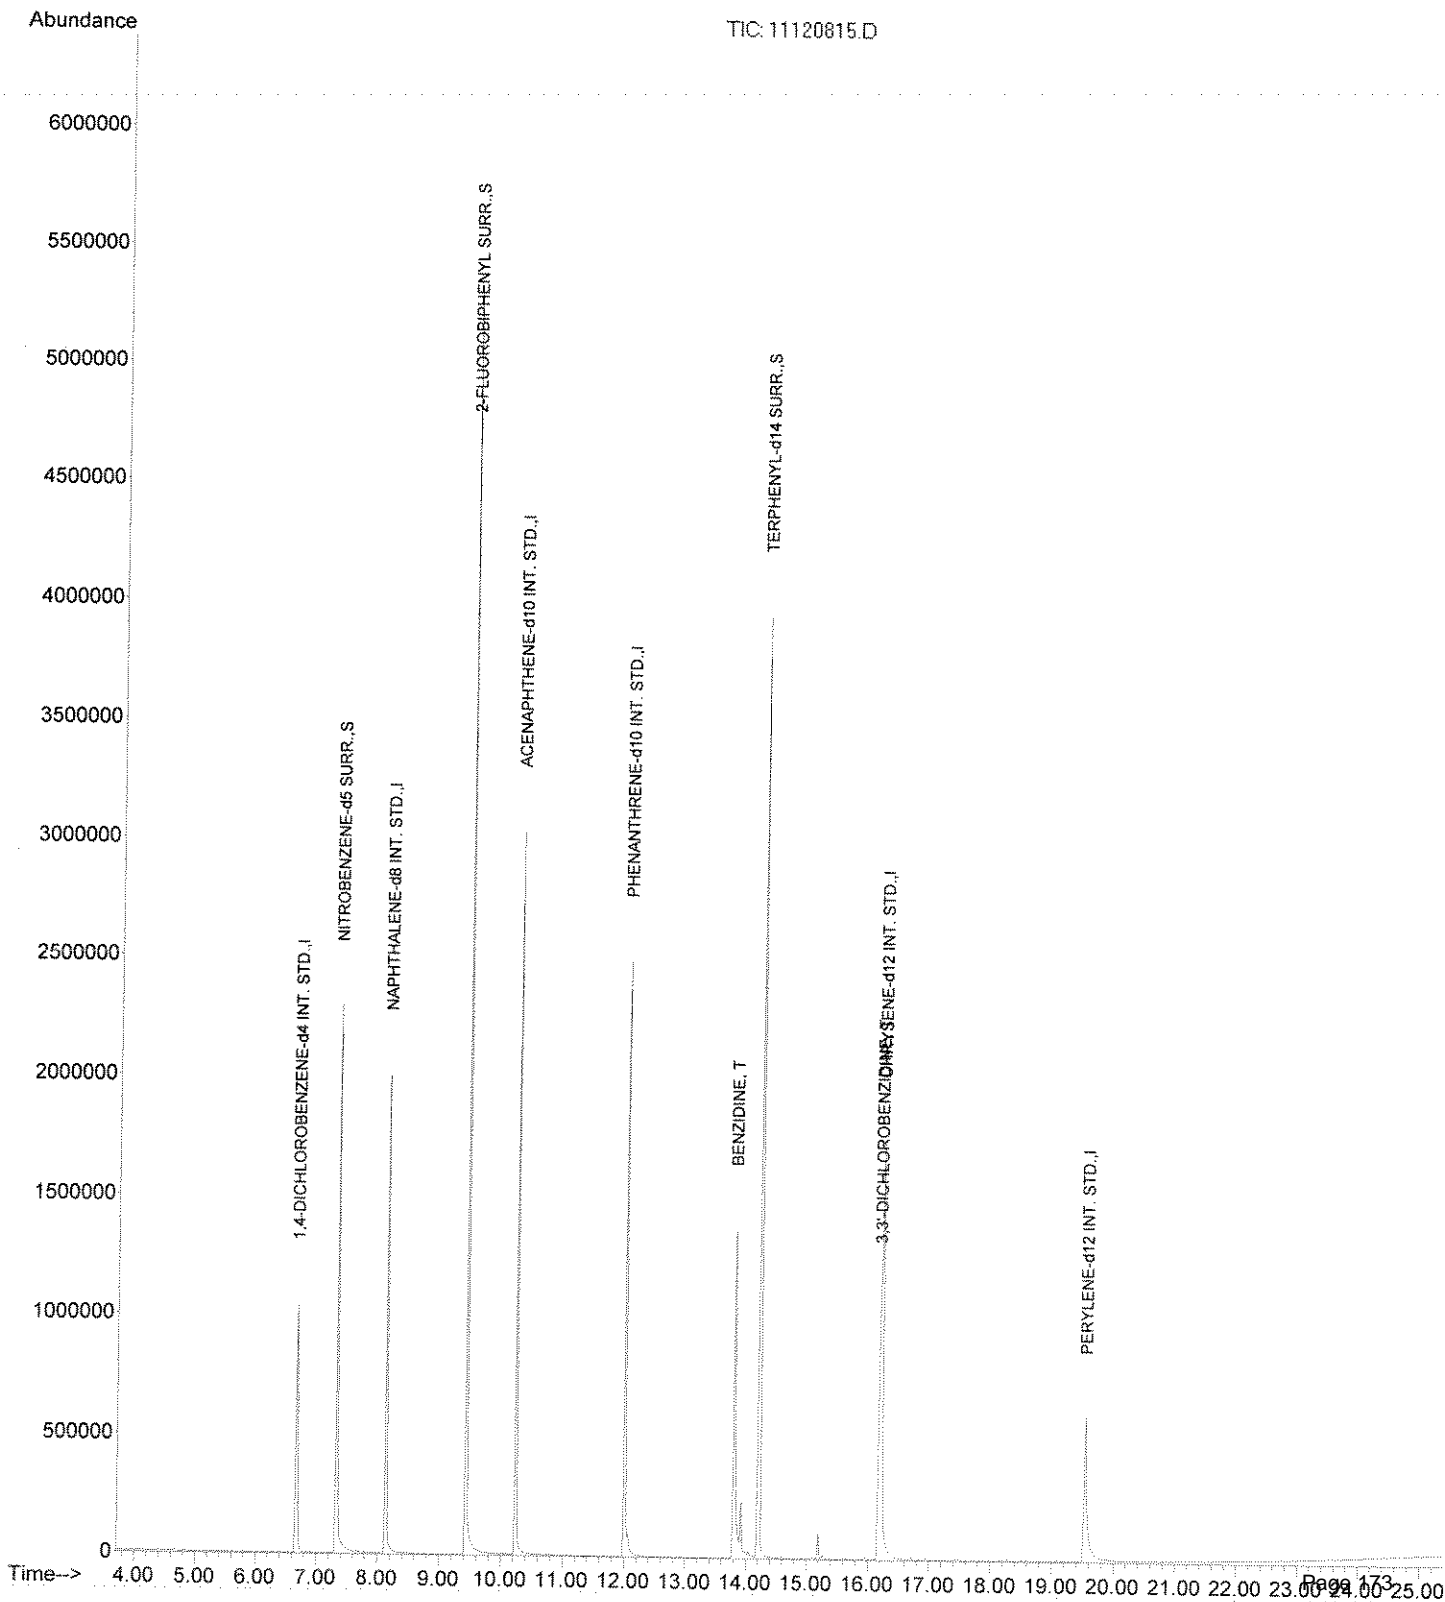 Abundance
TIC: 11120815.D
6000000
5500000
5000000
4500000
4000000
3500000
3000000
2500000
2000000
1500000
1000000
500000
0
1,4-DICHLOROBENZENE-d4 INT. STD.,I
NITROBENZENE-d5 SURR.,S
NAPHTHALENE-d8 INT. STD.,I
2-FLUOROBIPHENYL SURR.,S
ACENAPHTHENE-d10 INT. STD.,I
PHENANTHRENE-d10 INT. STD.,I
BENZIDINE, T
TERPHENYL-d14 SURR.,S
3,3'-DICHLOROBENZIDINE, T
CHRYSENE-d12 INT. STD.,I
PERYLENE-d12 INT. STD.,I
Time--> 4.00 5.00 6.00 7.00 8.00 9.00 10.00 11.00 12.00 13.00 14.00 15.00 16.00 17.00 18.00 19.00 20.00 21.00 22.00 23.00 24.00 25.00
Page 173